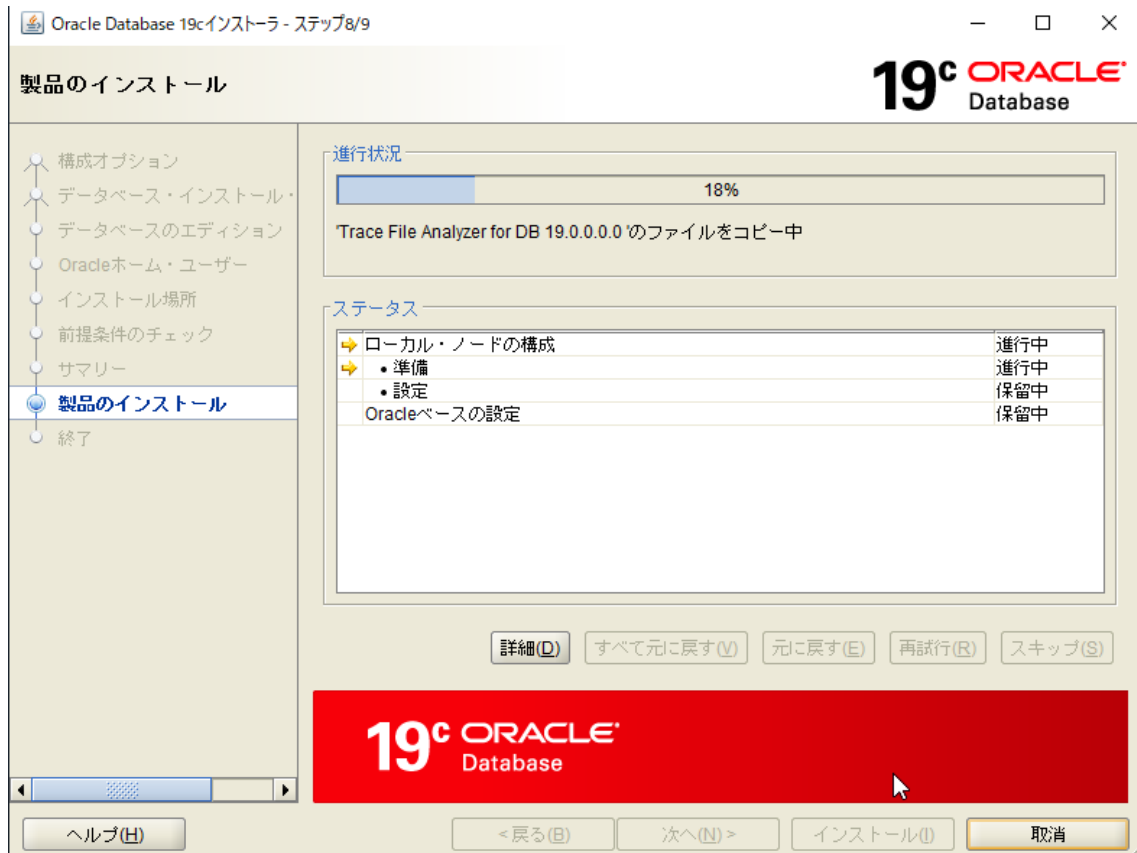 Oracle Database 19cインストーラ - ステップ8/9
製品のインストール
19c ORACLE
Database
構成オプション
データベース・インストール・
データベースのエディション
Oracleホーム・ユーザー
インストール場所
前提条件のチェック
サマリー
製品のインストール
終了
進行状況
18%
'Trace File Analyzer for DB 19.0.0.0.0 'のファイルをコピー中
ステータス
ローカル・ノードの構成 進行中
• 準備 進行中
• 設定 保留中
Oracleベースの設定 保留中
詳細(D) すべて元に戻す(V) 元に戻す(E) 再試行(R) スキップ(S)
19c ORACLE
Database
ヘルプ(H) <戻る(B) 次へ(N)> インストール(I) 取消